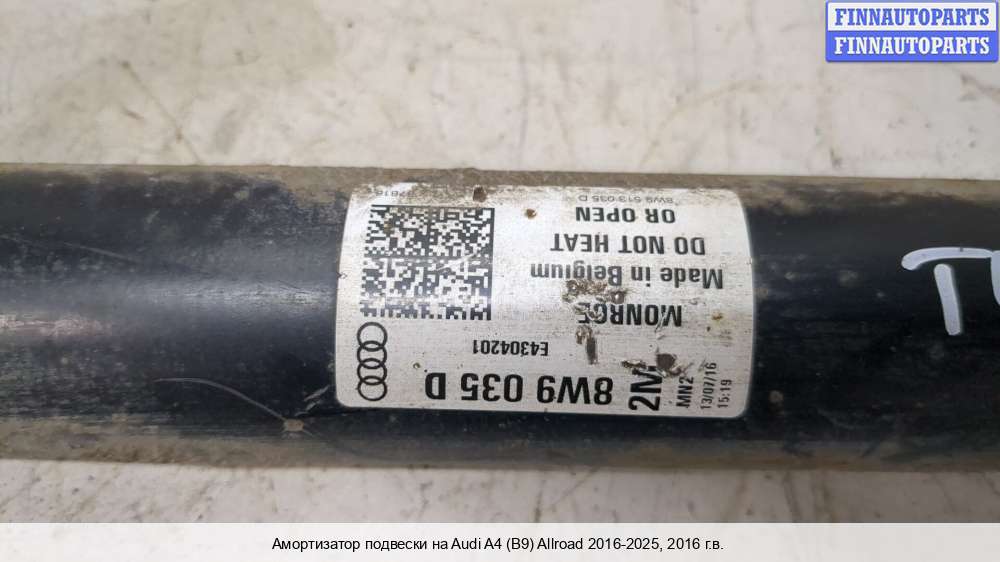 FINNAUTOPARTS
FINNAUTOPARTS
8W9 035 D
E4304201
MONROE
Made in Belgium
DO NOT HEAT
OR OPEN
8W9 513 035 D
MN2
13/07/16
15:19
Амортизатор подвески на Audi A4 (B9) Allroad 2016-2025, 2016 г.в.